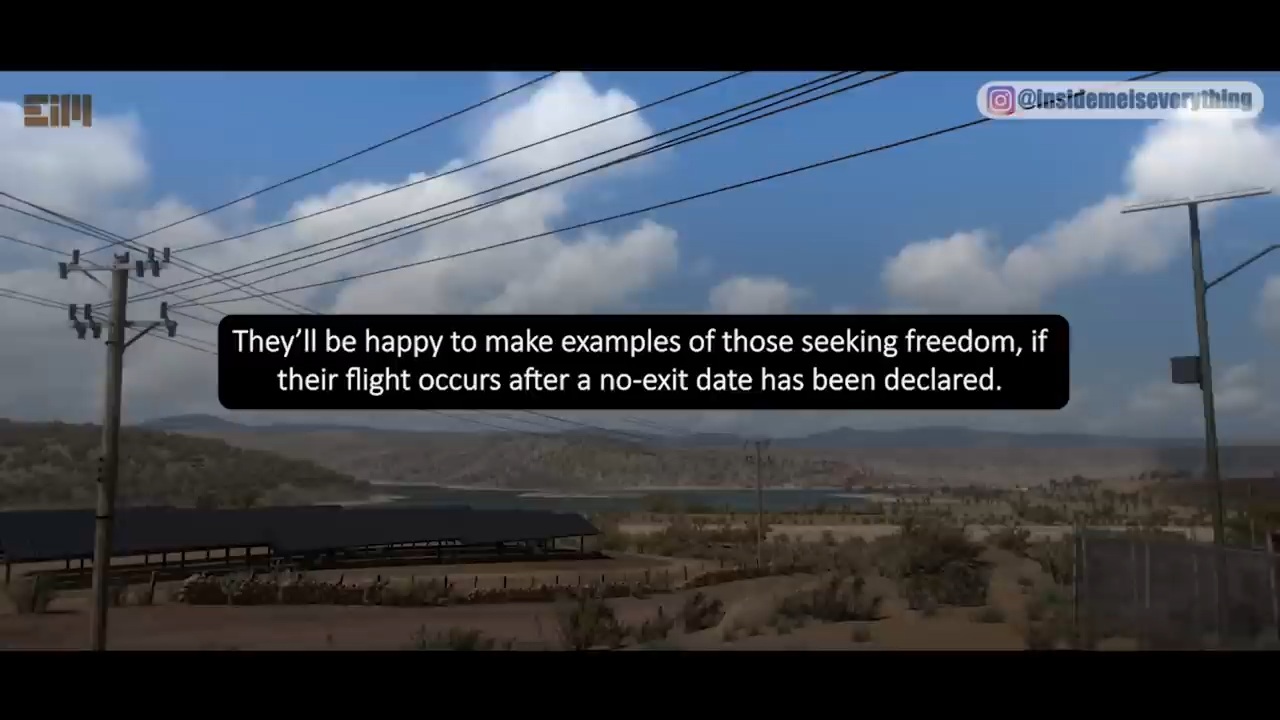 EiM
@insidemeiseverything
They'll be happy to make examples of those seeking freedom, if
their flight occurs after a no-exit date has been declared.